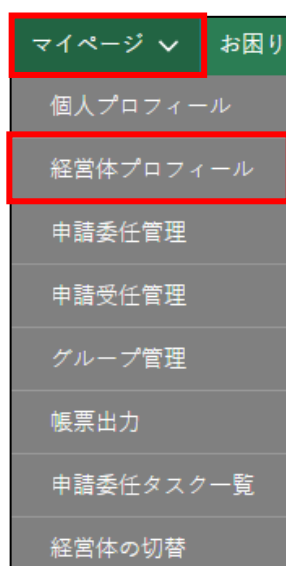 マイページ お困り
個人プロフィール
経営体プロフィール
申請委任管理
申請受任管理
グループ管理
帳票出力
申請委任タスク一覧
経営体の切替